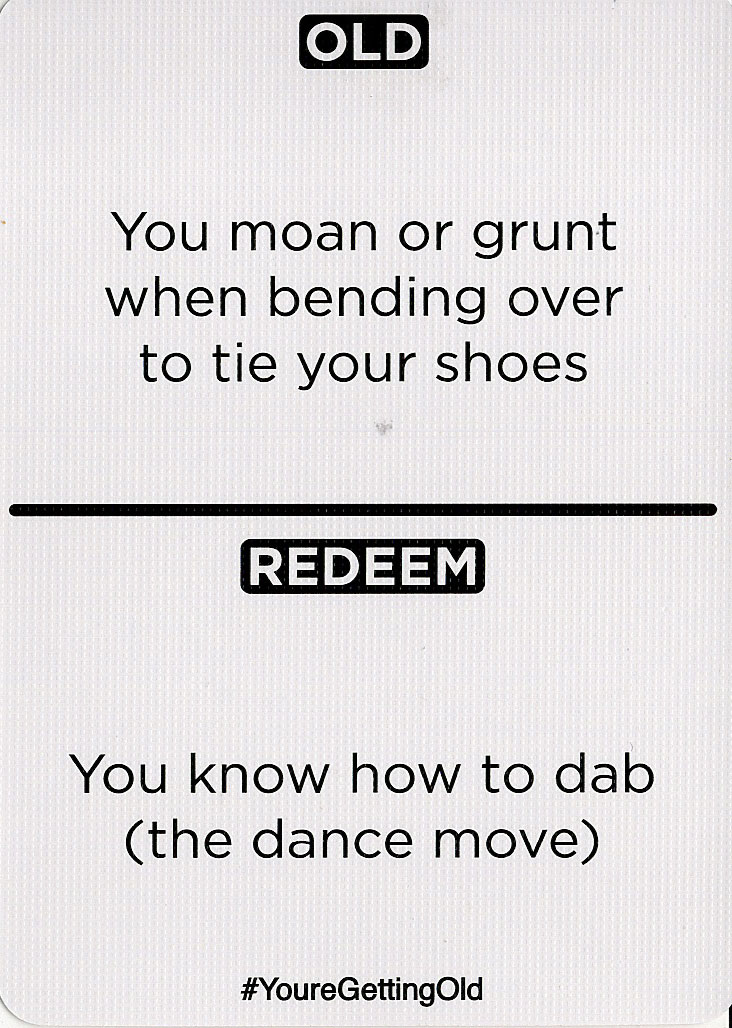 OLD
You moan or grunt
when bending over
to tie your shoes
REDEEM
You know how to dab
(the dance move)
#YoureGettingOld